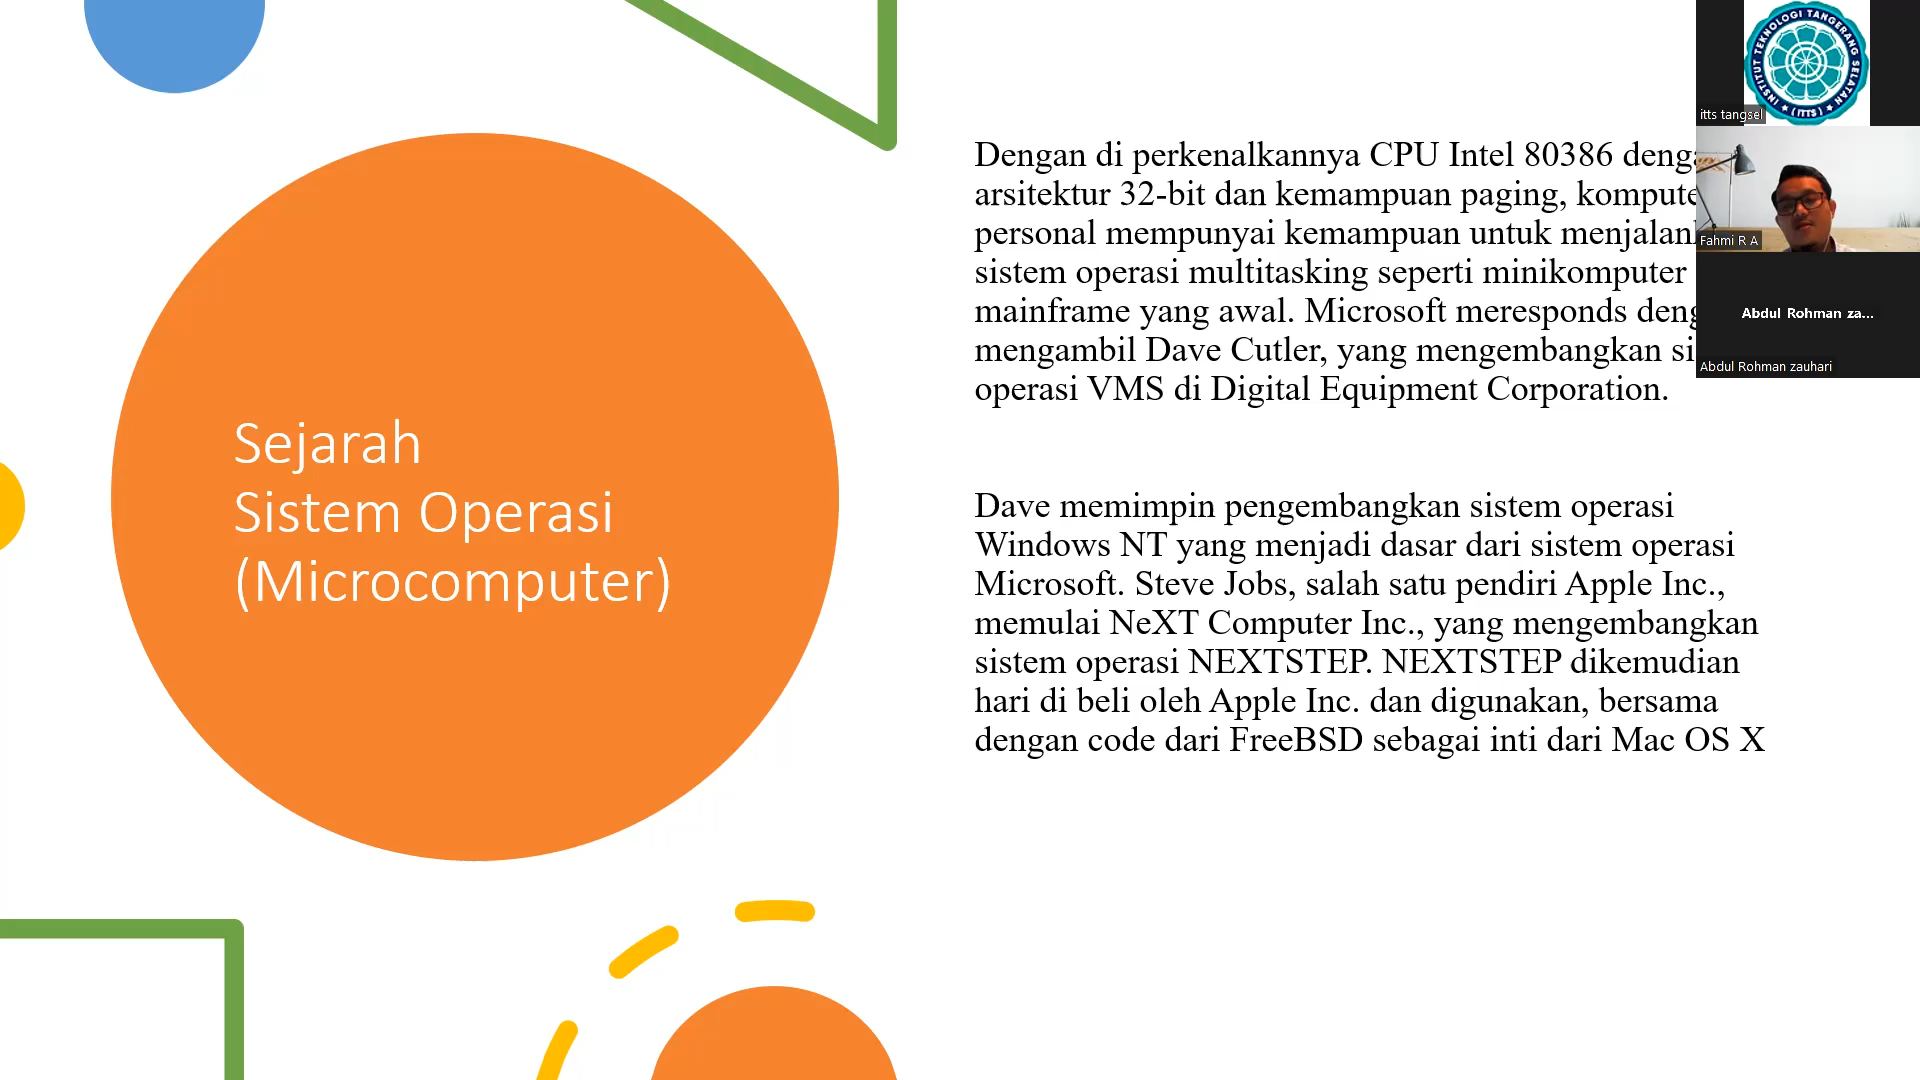 Sejarah
Sistem Operasi
(Microcomputer)
Dengan di perkenalkannya CPU Intel 80386
arsitektur 32-bit dan kemampuan paging,
personal mempunyai kemampuan untuk
sistem operasi multitasking seperti minikomputer
mainframe yang awal. Microsoft meresponds
mengambil Dave Cutler, yang mengembangkan
operasi VMS di Digital Equipment Corporation.
Dave memimpin pengembangkan sistem operasi
Windows NT yang menjadi dasar dari sistem operasi
Microsoft. Steve Jobs, salah satu pendiri Apple Inc.,
memulai NeXT Computer Inc., yang mengembangkan
sistem operasi NEXTSTEP. NEXTSTEP dikemudian
hari di beli oleh Apple Inc. dan digunakan, bersama
dengan code dari FreeBSD sebagai inti dari Mac OS X
INSTITUT TEKNOLOGI TANGERANG SELATAN
(ITTS)
itts tangsel
Fahmi R A
Abdul Rohman za...
Abdul Rohman zauhari